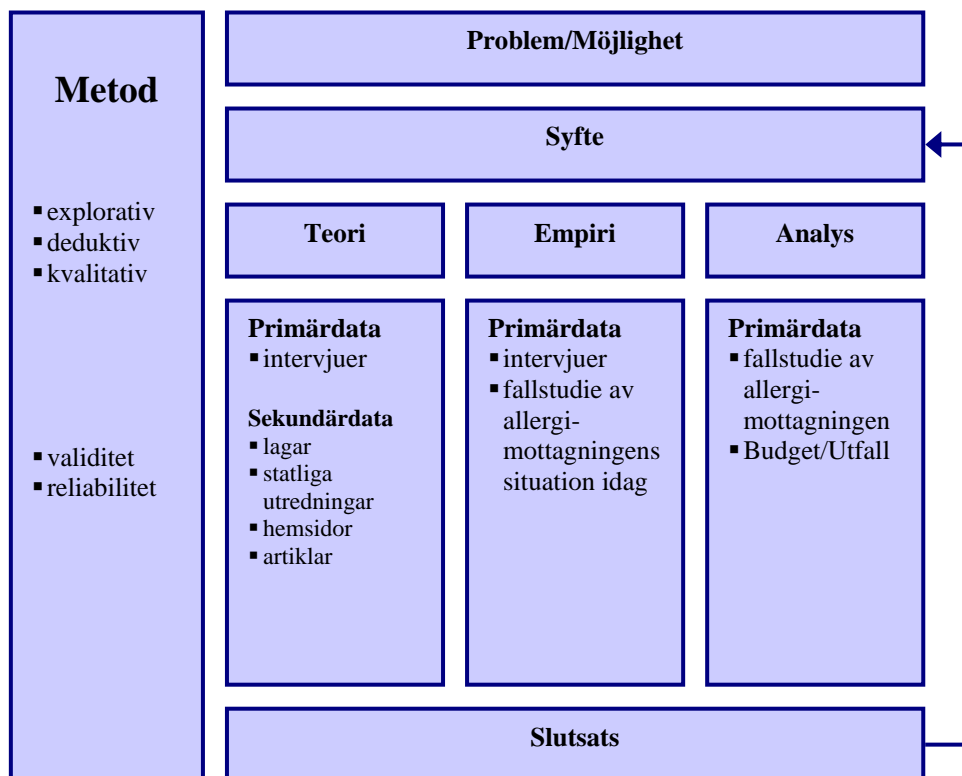 Metod
▪ explorativ
▪ deduktiv
▪ kvalitativ
▪ validitet
▪ reliabilitet
Problem/Möjlighet
Syfte
Teori
Empiri
Analys
Primärdata
▪ intervjuer
Sekundärdata
▪ lagar
▪ statliga
utredningar
▪ hemsidor
▪ artiklar
Primärdata
▪ intervjuer
▪ fallstudie av
allergi-
mottagningens
situation idag
Primärdata
▪ fallstudie av
allergi-
mottagningen
▪ Budget/Utfall
Slutsats